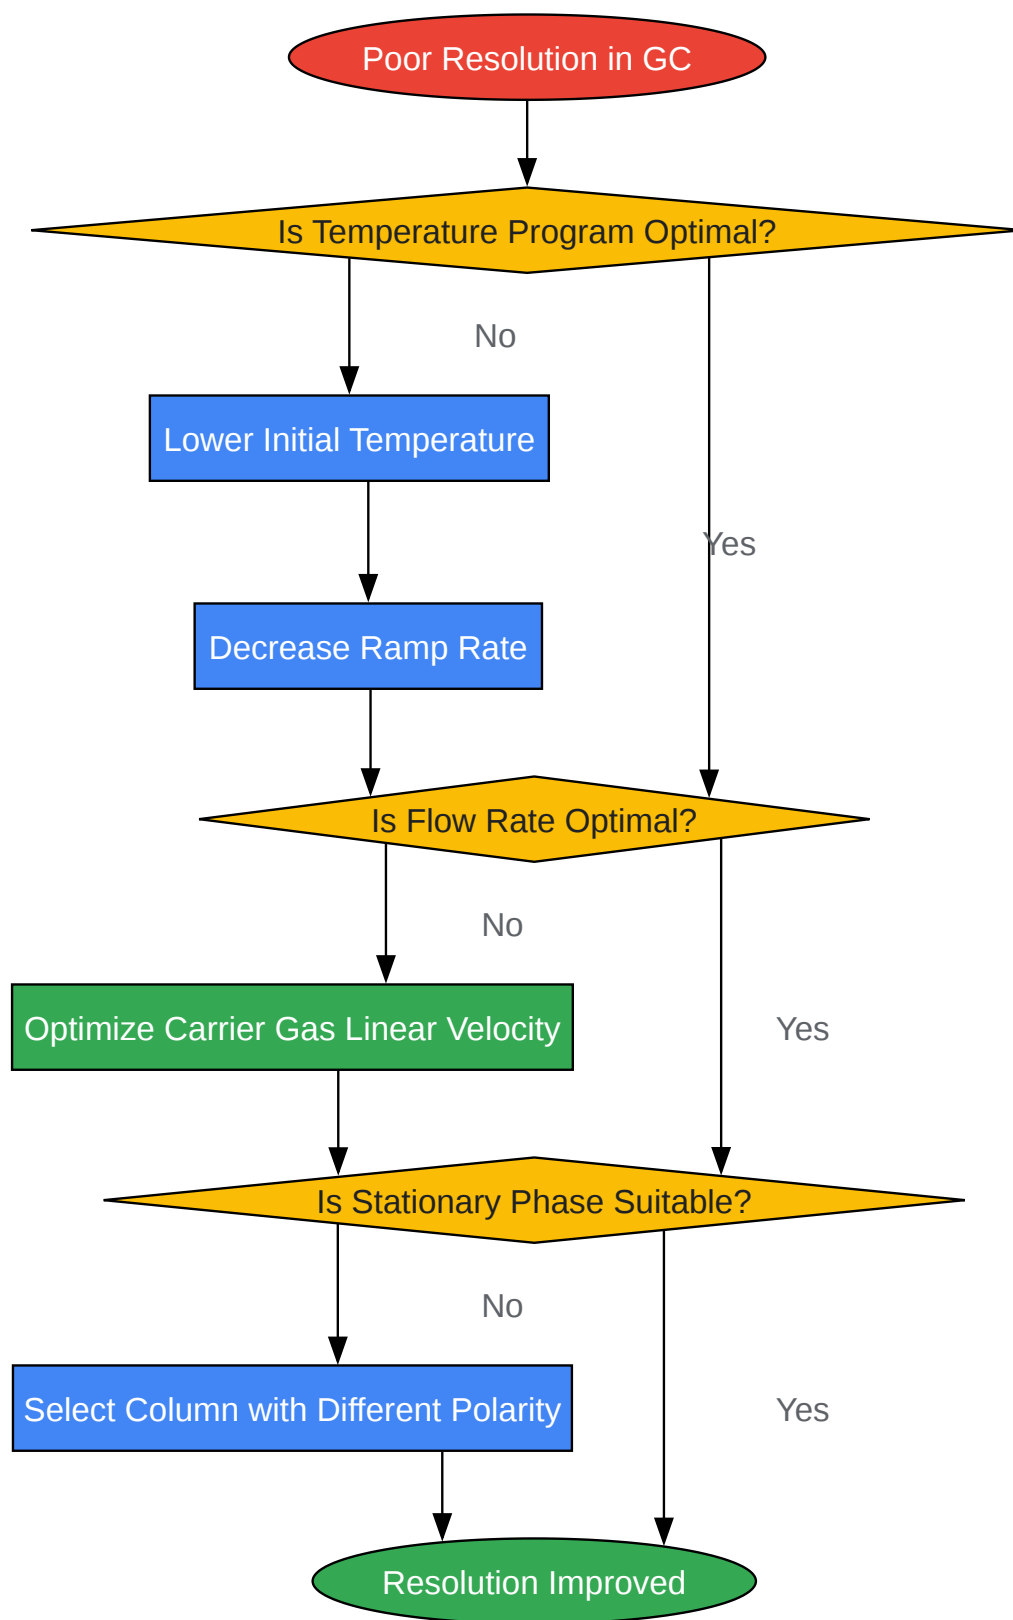 Poor Resolution in GC
Is Temperature Program Optimal?
No
Lower Initial Temperature
Yes
Decrease Ramp Rate
Is Flow Rate Optimal?
No
Optimize Carrier Gas Linear Velocity
Yes
Is Stationary Phase Suitable?
No
Select Column with Different Polarity
Yes
Resolution Improved